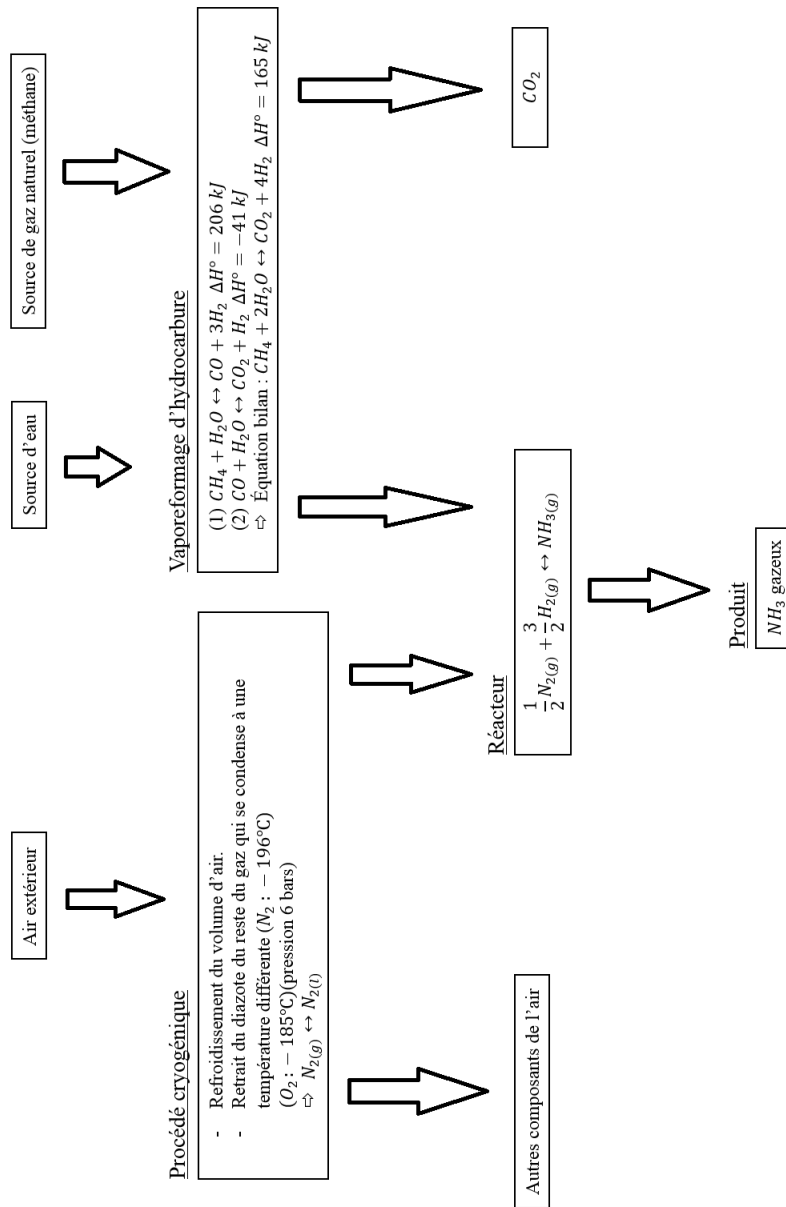 Air extérieur
Source d'eau
Source de gaz naturel (méthane)
Procédé cryogénique
- Refroidissement du volume d'air.
- Retrait du diazote du reste du gaz qui se condense à une
température différente (N₂ : − 196°C)
(O₂ : − 185°C)(pression 6 bars)
⇨ N₂₍g₎ ↔ N₂₍l₎
Vaporeformage d'hydrocarbure
(1) CH₄ + H₂O ↔ CO + 3H₂ ΔH° = 206 kJ
(2) CO + H₂O ↔ CO₂ + H₂ ΔH° = −41 kJ
⇨ Équation bilan : CH₄ + 2H₂O ↔ CO₂ + 4H₂ ΔH° = 165 kJ
Autres composants de l'air
Réacteur
1/2 N₂₍g₎ + 3/2 H₂₍g₎ ↔ NH₃₍g₎
CO₂
Produit
NH₃ gazeux